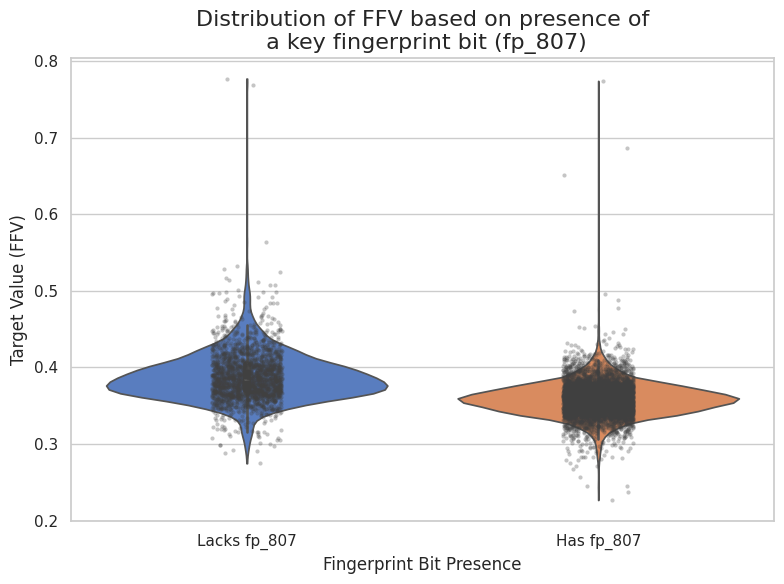 Distribution of FFV based on presence of
a key fingerprint bit (fp_807)
Target Value (FFV)
0.8
0.7
0.6
0.5
0.4
0.3
0.2
Lacks fp_807
Has fp_807
Fingerprint Bit Presence